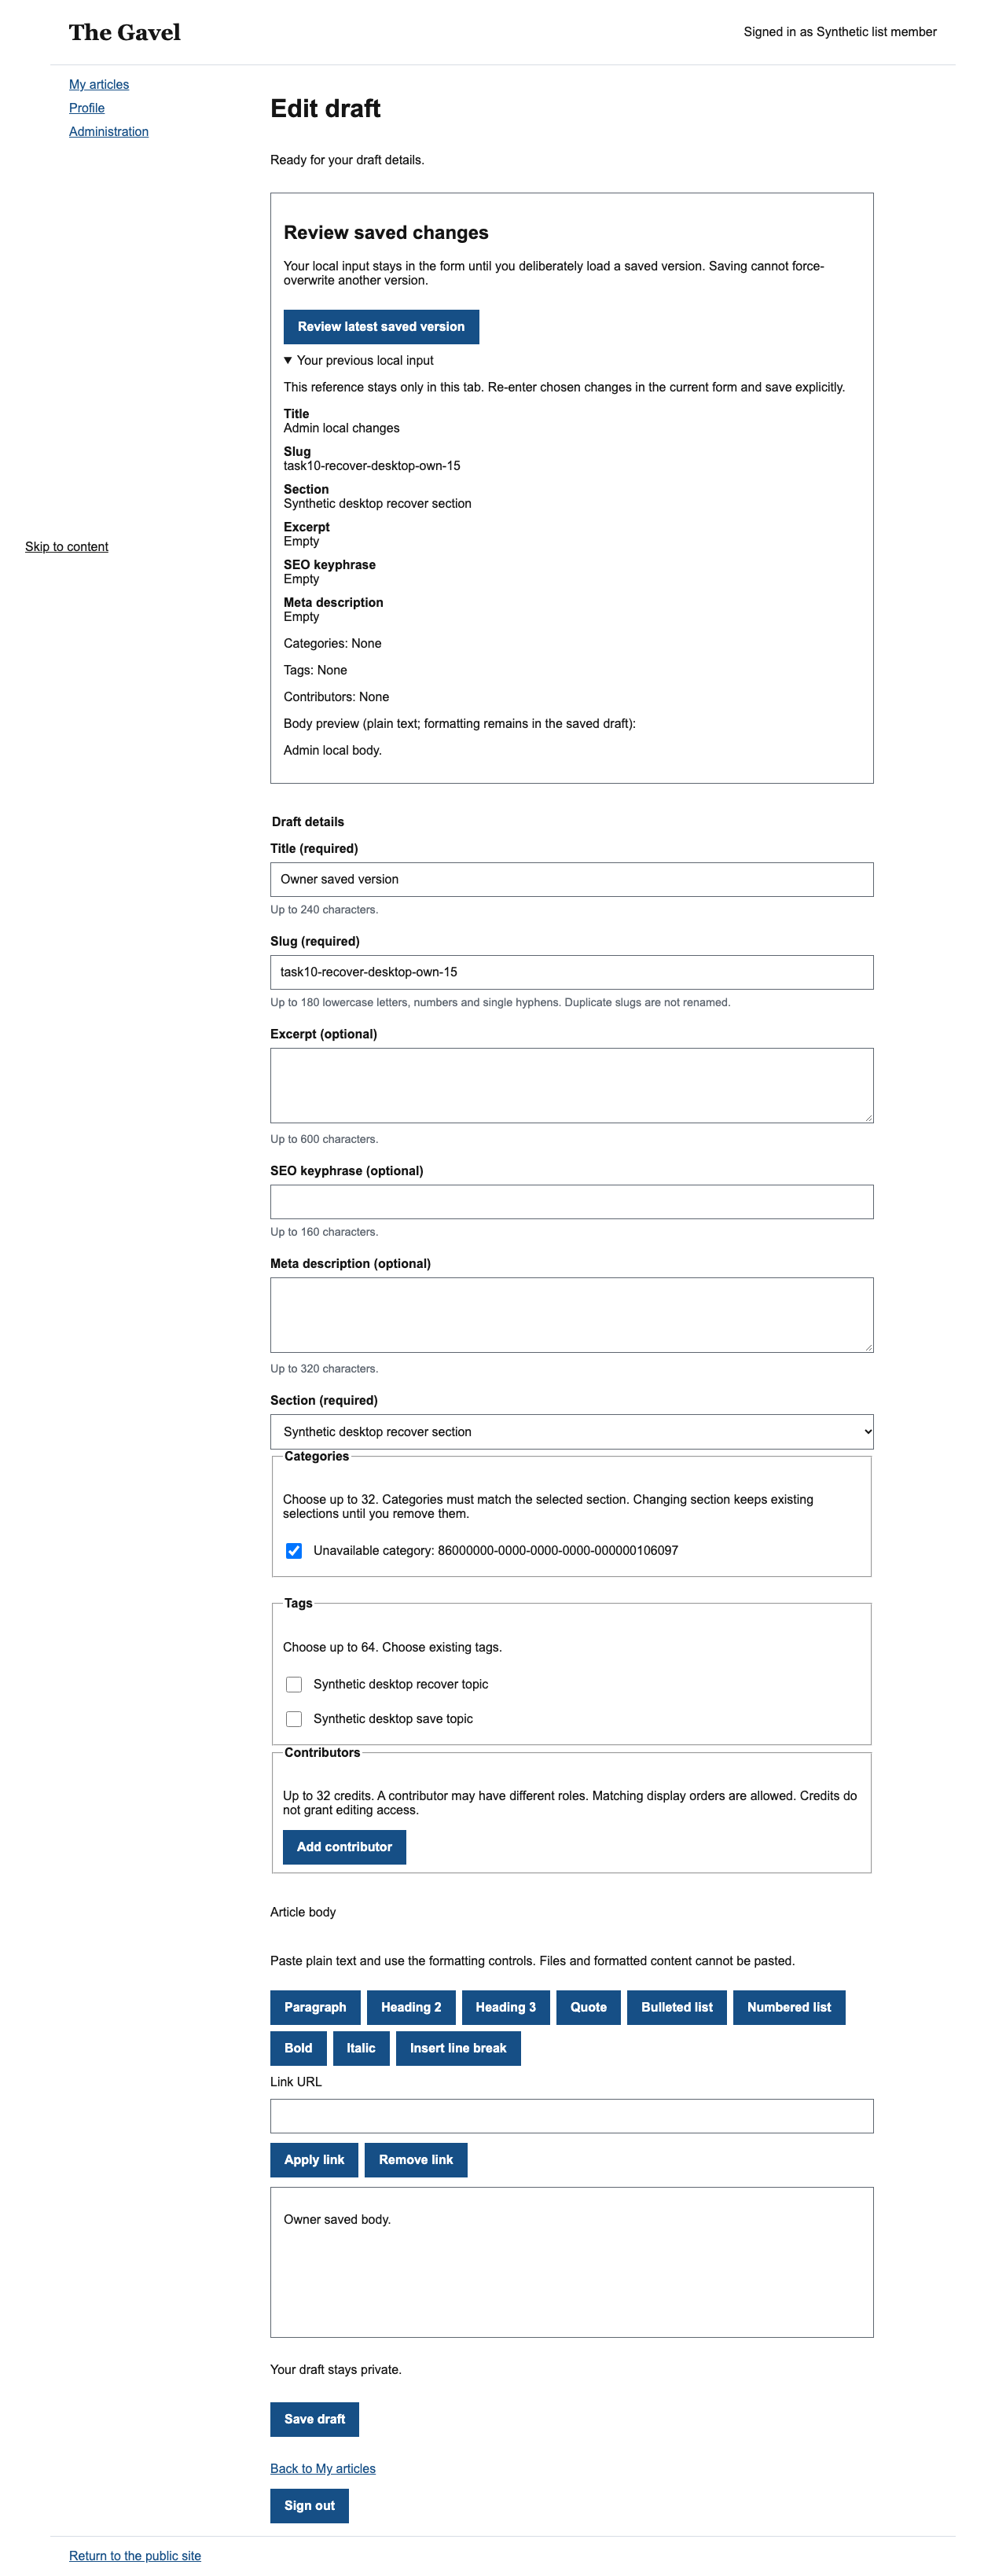 The Gavel
Signed in as Synthetic list member
My articles
Profile
Administration
Skip to content
Edit draft
Ready for your draft details.
Review saved changes
Your local input stays in the form until you deliberately load a saved version. Saving cannot force-
overwrite another version.
Review latest saved version
Your previous local input
This reference stays only in this tab. Re-enter chosen changes in the current form and save explicitly.
Title
Admin local changes
Slug
task10-recover-desktop-own-15
Section
Synthetic desktop recover section
Excerpt
Empty
SEO keyphrase
Empty
Meta description
Empty
Categories: None
Tags: None
Contributors: None
Body preview (plain text; formatting remains in the saved draft):
Admin local body.
Draft details
Title (required)
Owner saved version
Up to 240 characters.
Slug (required)
task10-recover-desktop-own-15
Up to 180 lowercase letters, numbers and single hyphens. Duplicate slugs are not renamed.
Excerpt (optional)
Up to 600 characters.
SEO keyphrase (optional)
Up to 160 characters.
Meta description (optional)
Up to 320 characters.
Section (required)
Synthetic desktop recover section
Categories
Choose up to 32. Categories must match the selected section. Changing section keeps existing
selections until you remove them.
Unavailable category: 86000000-0000-0000-0000-000000106097
Tags
Choose up to 64. Choose existing tags.
Synthetic desktop recover topic
Synthetic desktop save topic
Contributors
Up to 32 credits. A contributor may have different roles. Matching display orders are allowed. Credits do
not grant editing access.
Add contributor
Article body
Paste plain text and use the formatting controls. Files and formatted content cannot be pasted.
Paragraph Heading 2 Heading 3 Quote Bulleted list Numbered list
Bold Italic Insert line break
Link URL
Apply link Remove link
Owner saved body.
Your draft stays private.
Save draft
Back to My articles
Sign out
Return to the public site